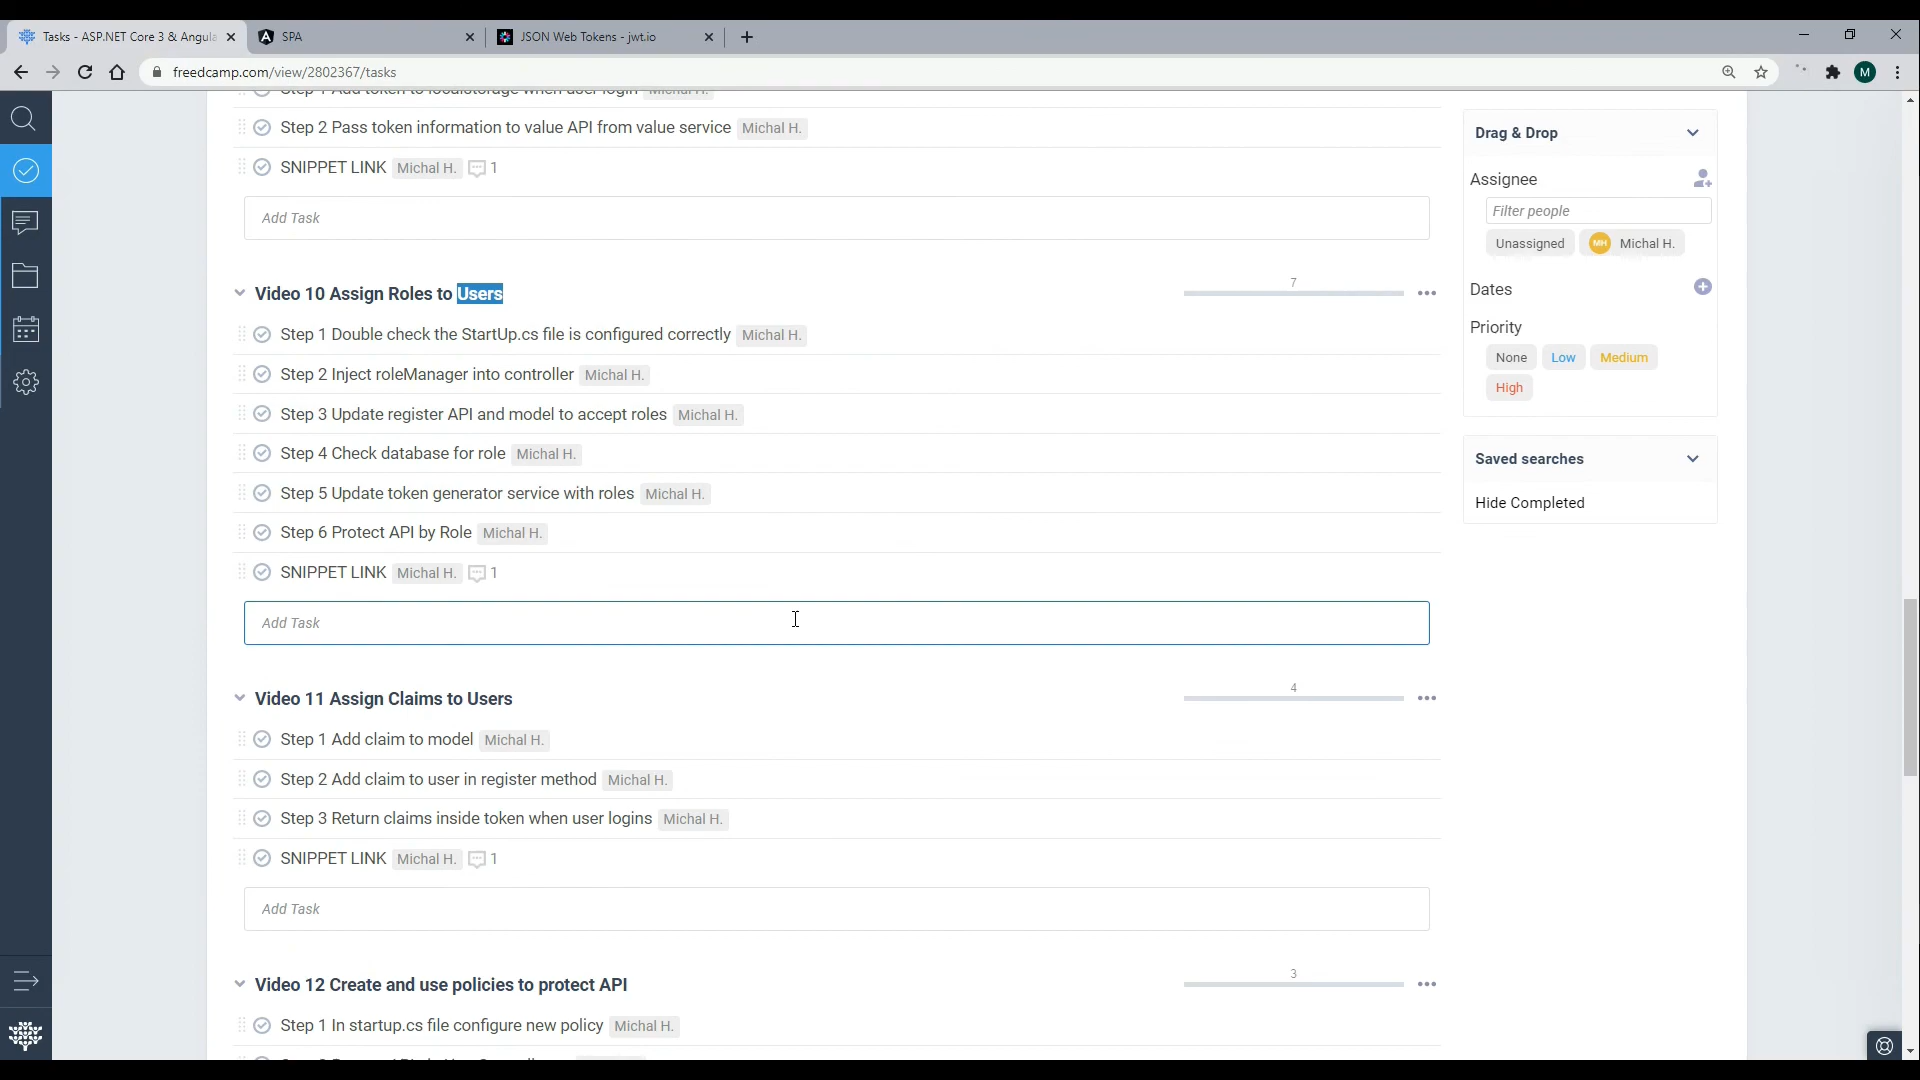 Tasks - ASP.NET Core 3 & Angula
SPA
JSON Web Tokens - jwt.io
freedcamp.com/view/2802367/tasks
M
Step 1 Add token to localstorage when user login Michal H.
Step 2 Pass token information to value API from value service Michal H.
SNIPPET LINK Michal H. 1
Add Task
Video 10 Assign Roles to Users
7
Step 1 Double check the StartUp.cs file is configured correctly Michal H.
Step 2 Inject roleManager into controller Michal H.
Step 3 Update register API and model to accept roles Michal H.
Step 4 Check database for role Michal H.
Step 5 Update token generator service with roles Michal H.
Step 6 Protect API by Role Michal H.
SNIPPET LINK Michal H. 1
Add Task
Video 11 Assign Claims to Users
4
Step 1 Add claim to model Michal H.
Step 2 Add claim to user in register method Michal H.
Step 3 Return claims inside token when user logins Michal H.
SNIPPET LINK Michal H. 1
Add Task
Video 12 Create and use policies to protect API
3
Step 1 In startup.cs file configure new policy Michal H.
Drag & Drop
Assignee
Filter people
Unassigned MH Michal H.
Dates
Priority
None Low Medium
High
Saved searches
Hide Completed